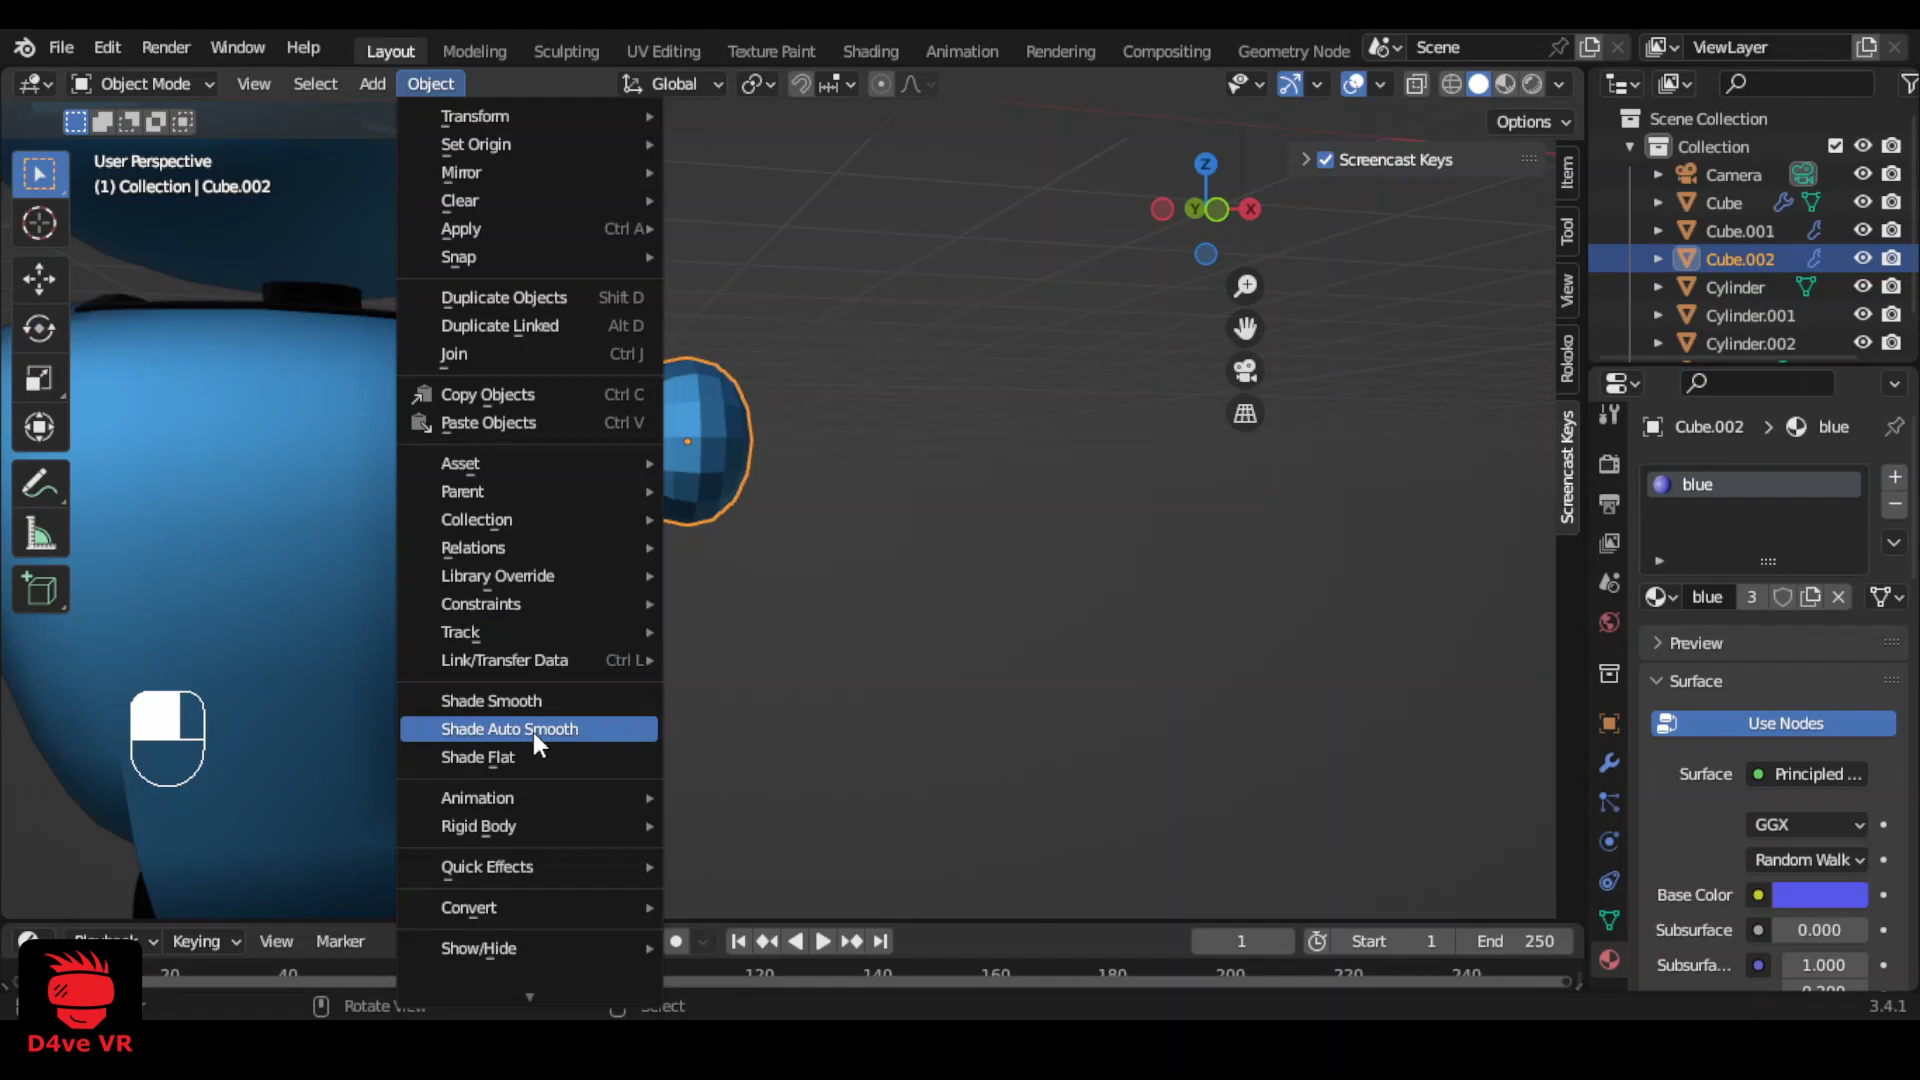 File Edit Render Window Help Layout Modeling Sculpting UV Editing Texture Paint Shading Animation Rendering Compositing Geometry Node Scene ViewLayer
Object Mode View Select Add Object Global
Options
User Perspective
(1) Collection | Cube.002
Transform
Set Origin
Mirror
Clear
Apply Ctrl A
Snap
Duplicate Objects Shift D
Duplicate Linked Alt D
Join Ctrl J
Copy Objects Ctrl C
Paste Objects Ctrl V
Asset
Parent
Collection
Relations
Library Override
Constraints
Track
Link/Transfer Data Ctrl L
Shade Smooth
Shade Auto Smooth
Shade Flat
Animation
Rigid Body
Quick Effects
Convert
Show/Hide
Screencast Keys
Z
Y
X
Item
Tool
View
Rokoko
Screencast Keys
Scene Collection
Collection
Camera
Cube
Cube.001
Cube.002
Cylinder
Cylinder.001
Cylinder.002
Cube.002 > blue
blue
blue 3
Preview
Surface
Use Nodes
Surface Principled ...
GGX
Random Walk
Base Color
Subsurface 0.000
Subsurfa... 1.000
Keying View Marker 1 Start 1 End 250
20 40 120 140 160 180 200 220 240
Rotate View Select 3.4.1
D4ve VR